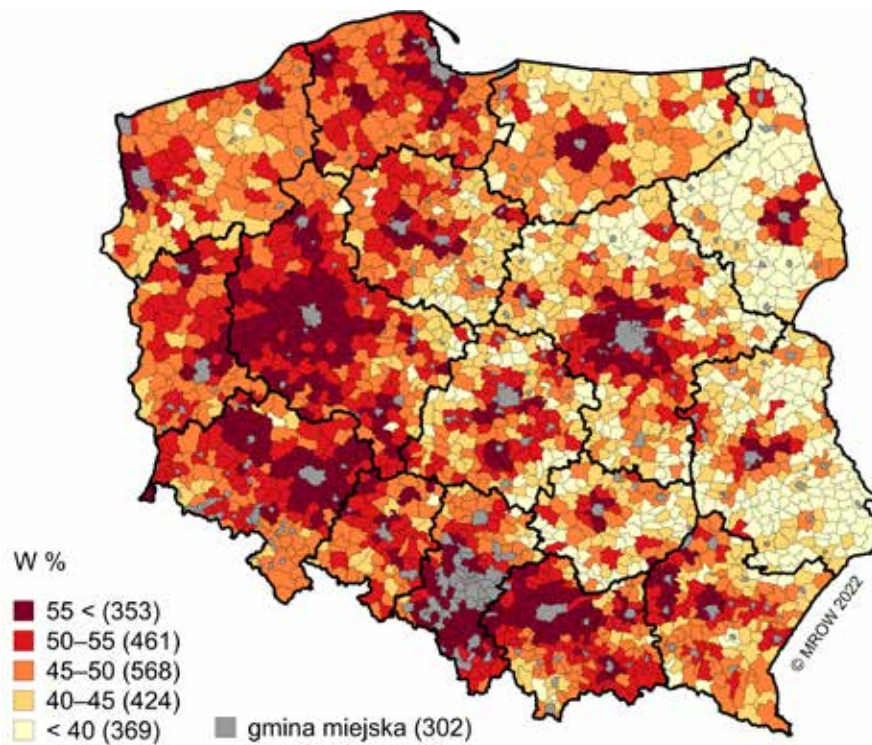 W %
55 < (353)
50–55 (461)
45–50 (568)
40–45 (424)
< 40 (369)
gmina miejska (302)
© MROW 2022